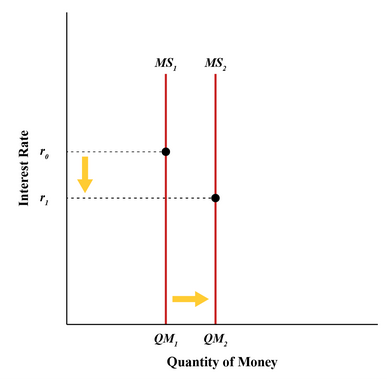 MS1 MS2
Interest Rate
r0
r1
QM1 QM2
Quantity of Money